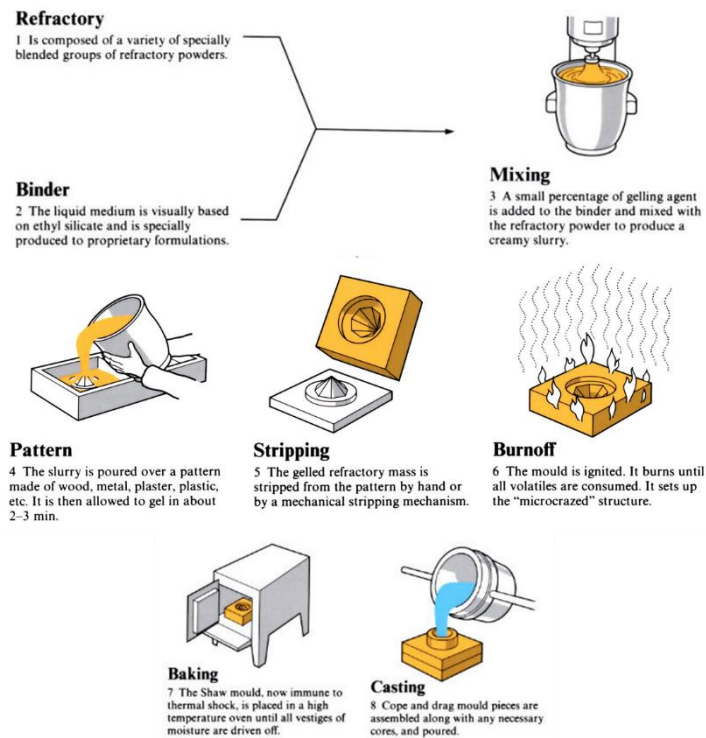 Refractory
1 Is composed of a variety of specially
blended groups of refractory powders.
Binder
2 The liquid medium is visually based
on ethyl silicate and is specially
produced to proprietary formulations.
Mixing
3 A small percentage of gelling agent
is added to the binder and mixed with
the refractory powder to produce a
creamy slurry.
Pattern
4 The slurry is poured over a pattern
made of wood, metal, plaster, plastic,
etc. It is then allowed to gel in about
2–3 min.
Stripping
5 The gelled refractory mass is
stripped from the pattern by hand or
by a mechanical stripping mechanism.
Burnoff
6 The mould is ignited. It burns until
all volatiles are consumed. It sets up
the “microcrazed” structure.
Baking
7 The Shaw mould, now immune to
thermal shock, is placed in a high
temperature oven until all vestiges of
moisture are driven off.
Casting
8 Cope and drag mould pieces are
assembled along with any necessary
cores, and poured.